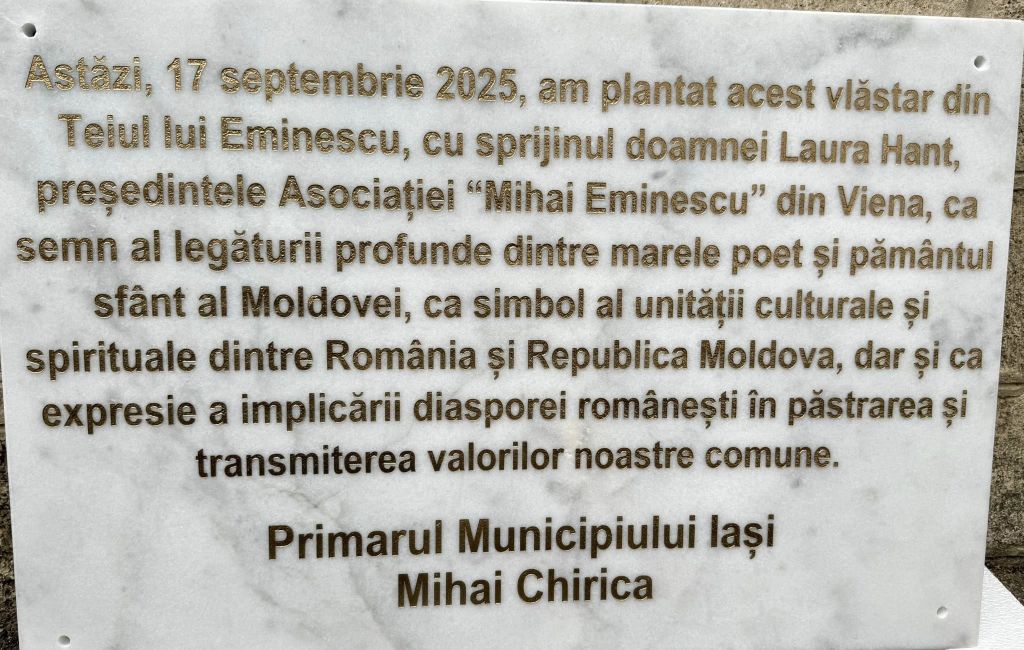 Astăzi, 17 septembrie 2025, am plantat acest vlăstar din
Teiul lui Eminescu, cu sprijinul doamnei Laura Hant,
președintele Asociației “Mihai Eminescu” din Viena, ca
semn al legăturii profunde dintre marele poet și pământul
sfânt al Moldovei, ca simbol al unității culturale și
spirituale dintre România și Republica Moldova, dar și ca
expresie a implicării diasporei românești în păstrarea și
transmiterea valorilor noastre comune.
Primarul Municipiului Iași
Mihai Chirica